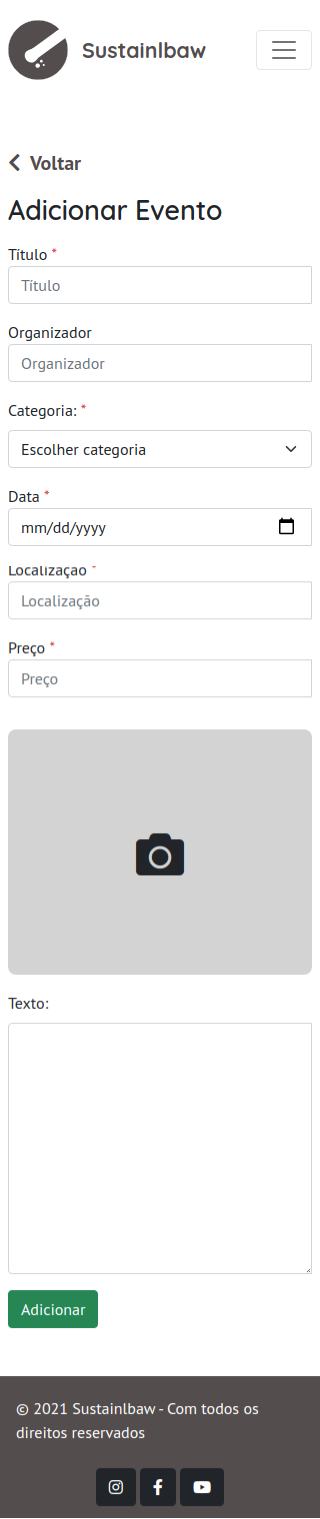 Sustainlbaw
Voltar
Adicionar Evento
Título *
Título
Organizador
Organizador
Categoria: *
Escolher categoria
Data *
mm/dd/yyyy
Localização *
Localização
Preço *
Preço
Texto:
Adicionar
© 2021 Sustainlbaw - Com todos os
direitos reservados